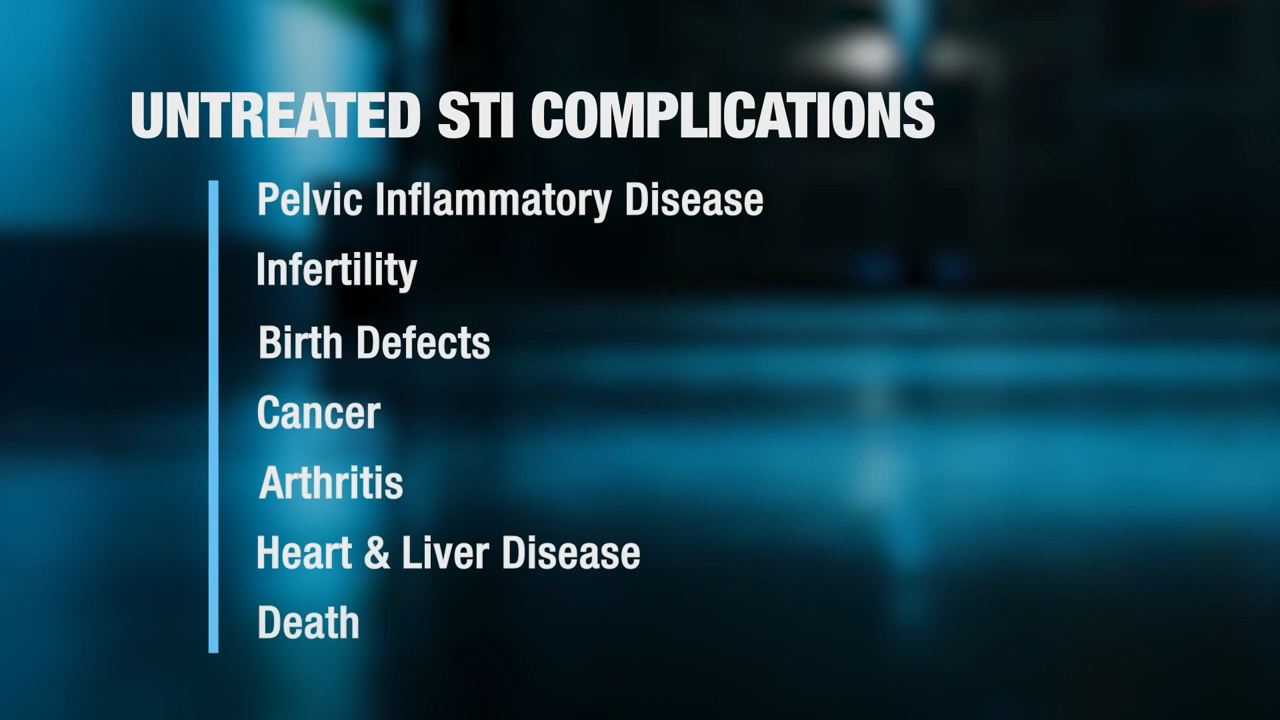 UNTREATED STI COMPLICATIONS
Pelvic Inflammatory Disease
Infertility
Birth Defects
Cancer
Arthritis
Heart & Liver Disease
Death